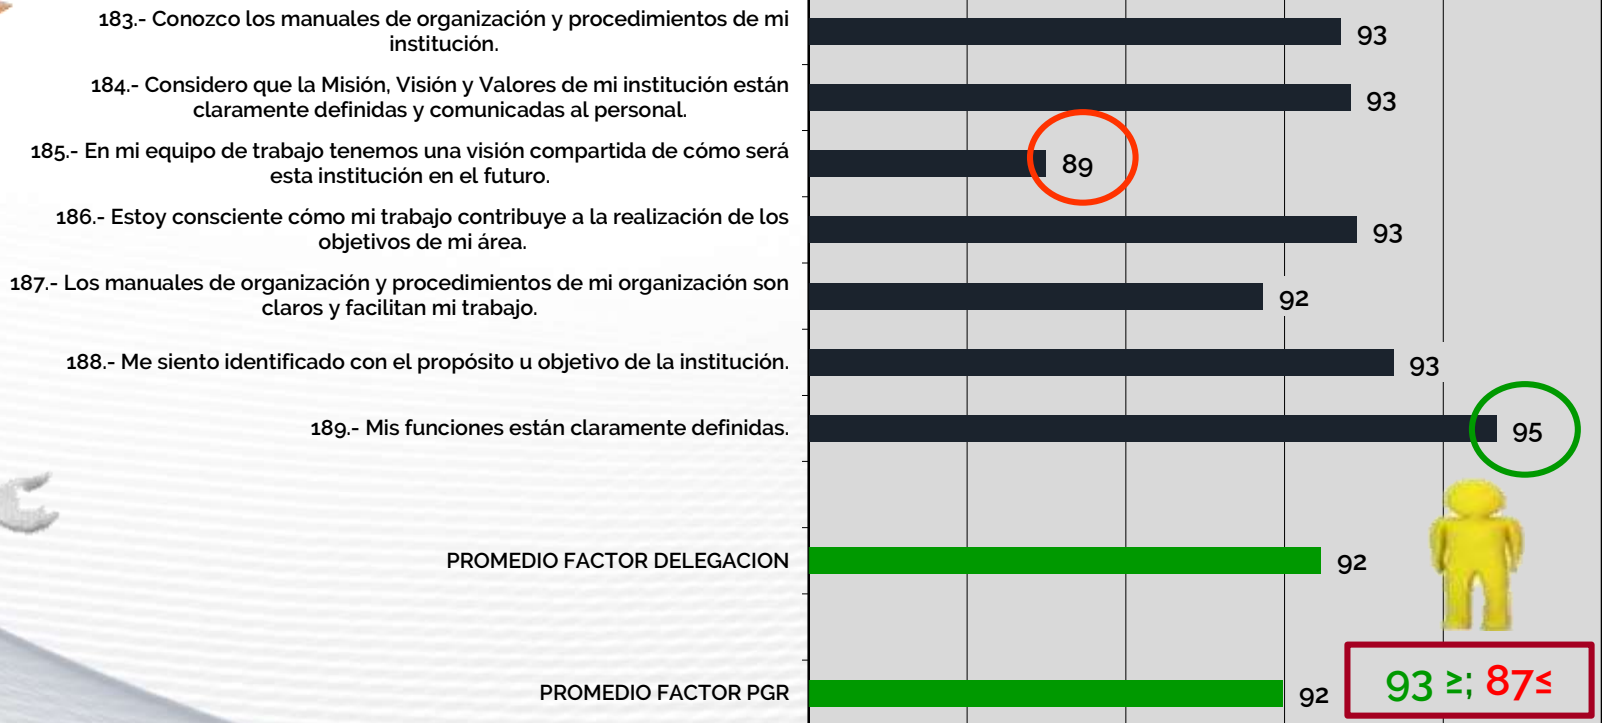 183.- Conozco los manuales de organización y procedimientos de mi
institución.
93
184.- Considero que la Misión, Visión y Valores de mi institución están
claramente definidas y comunicadas al personal.
93
185.- En mi equipo de trabajo tenemos una visión compartida de cómo será
esta institución en el futuro.
89
186.- Estoy consciente cómo mi trabajo contribuye a la realización de los
objetivos de mi área.
93
187.- Los manuales de organización y procedimientos de mi organización son
claros y facilitan mi trabajo.
92
188.- Me siento identificado con el propósito u objetivo de la institución.
93
189.- Mis funciones están claramente definidas.
95
PROMEDIO FACTOR DELEGACION
92
PROMEDIO FACTOR PGR
92
93 ≥; 87≤